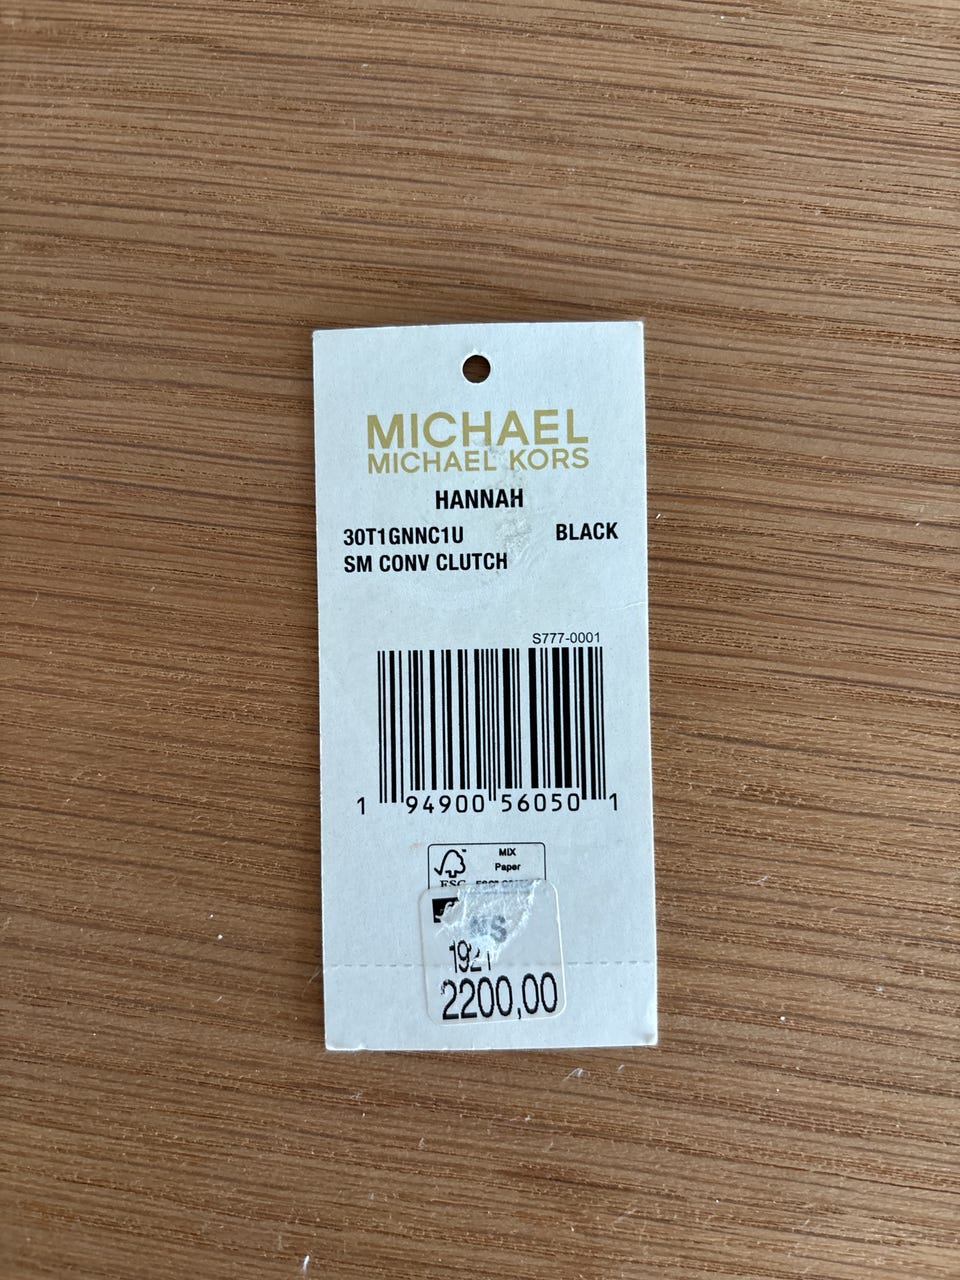 MICHAEL
MICHAEL KORS
HANNAH
30T1GNNC1U BLACK
SM CONV CLUTCH
S777-0001
1 94900 56050 1
MIX
Paper
FSC
2200,00